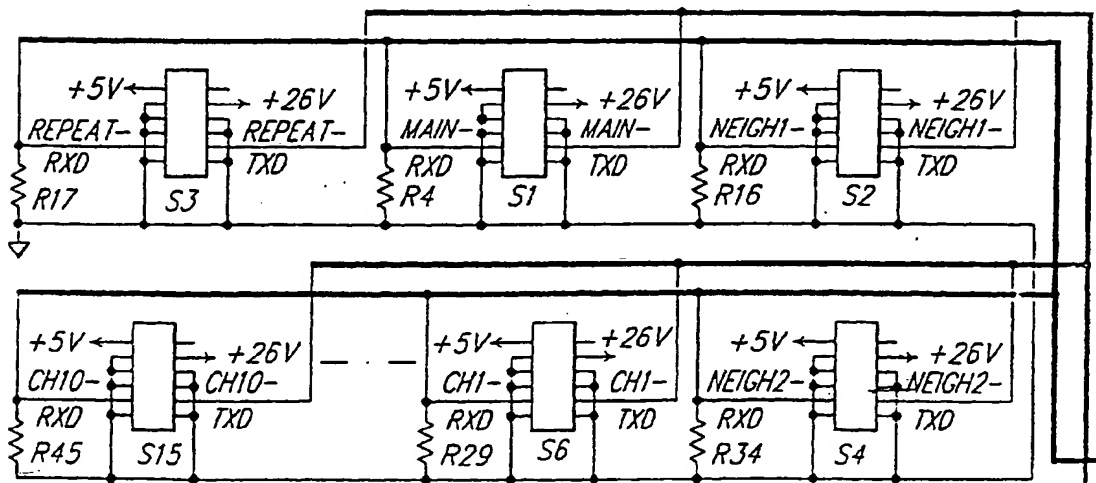 +5V +26V +5V +26V +5V +26V
REPEAT- REPEAT- MAIN- MAIN- NEIGH1- NEIGH1-
RXD TXD RXD TXD RXD TXD
R17 S3 R4 S1 R16 S2
+5V +26V +5V +26V +5V +26V
CH10- CH10- CH1- CH1- NEIGH2- NEIGH2-
RXD TXD RXD TXD RXD TXD
R45 S15 R29 S6 R34 S4